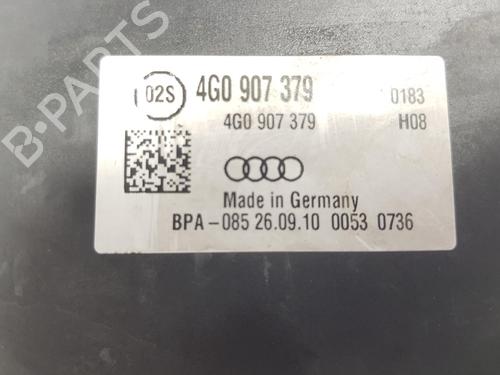 02S 4G0 907 379 0183
4G0 907 379 H08
Made in Germany
BPA-085 26.09.10 0053 0736
B-PARTS